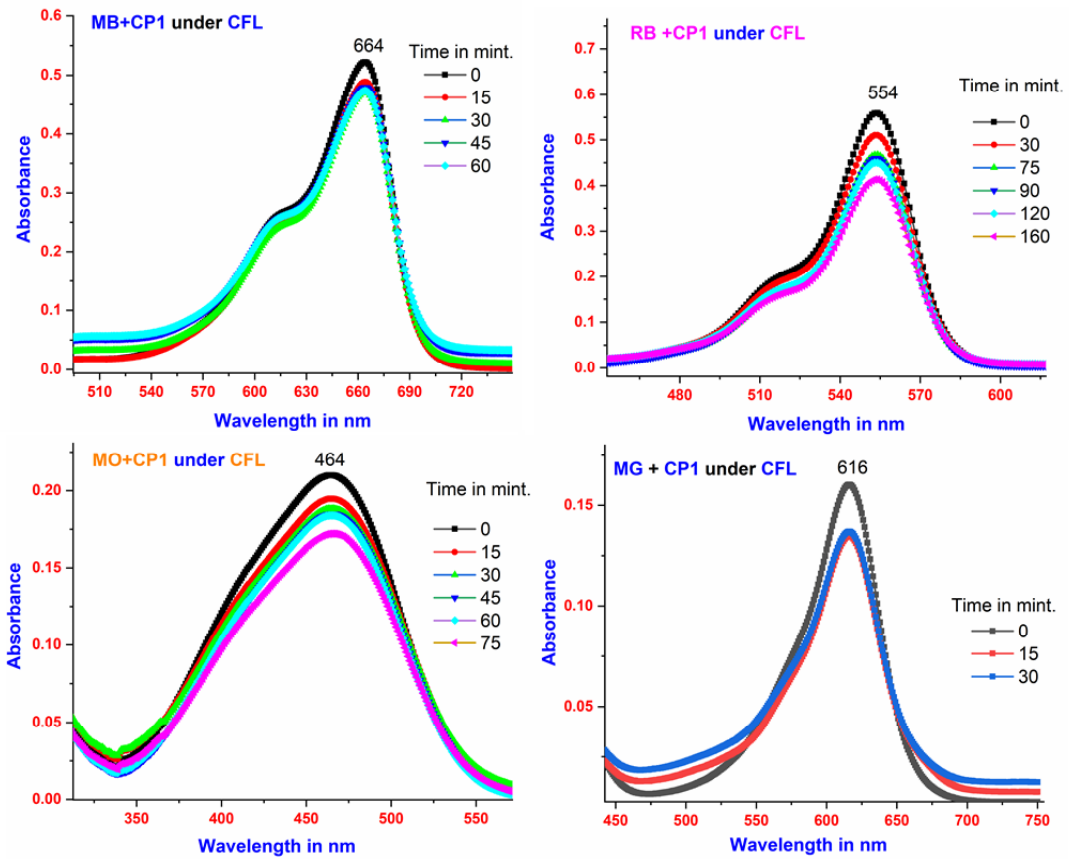 MB+CP1 under CFL
664
Time in mint.
0
15
30
45
60
0.6
0.5
0.4
0.3
0.2
0.1
0.0
Absorbance
510 540 570 600 630 660 690 720
Wavelength in nm
RB +CP1 under CFL
554
Time in mint.
0
30
75
90
120
160
0.7
0.6
0.5
0.4
0.3
0.2
0.1
0.0
Absorbance
480 510 540 570 600
Wavelength in nm
MO+CP1 under CFL
464
Time in mint.
0
15
30
45
60
75
0.20
0.15
0.10
0.05
0.00
Absorbance
350 400 450 500 550
Wavelength in nm
MG + CP1 under CFL
616
Time in mint.
0
15
30
0.15
0.10
0.05
Absorbance
450 500 550 600 650 700 750
Wavelength in nm